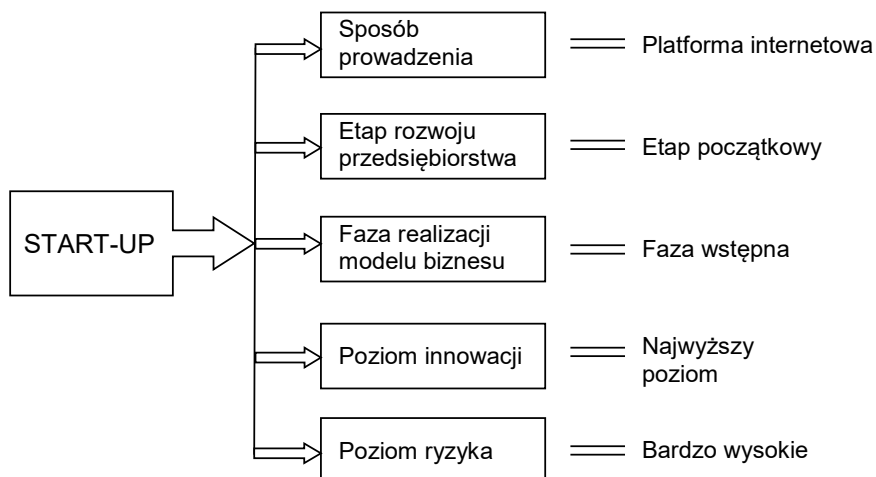 START-UP
Sposób
prowadzenia
Platforma internetowa
Etap rozwoju
przedsiębiorstwa
Etap początkowy
Faza realizacji
modelu biznesu
Faza wstępna
Poziom innowacji
Najwyższy
poziom
Poziom ryzyka
Bardzo wysokie